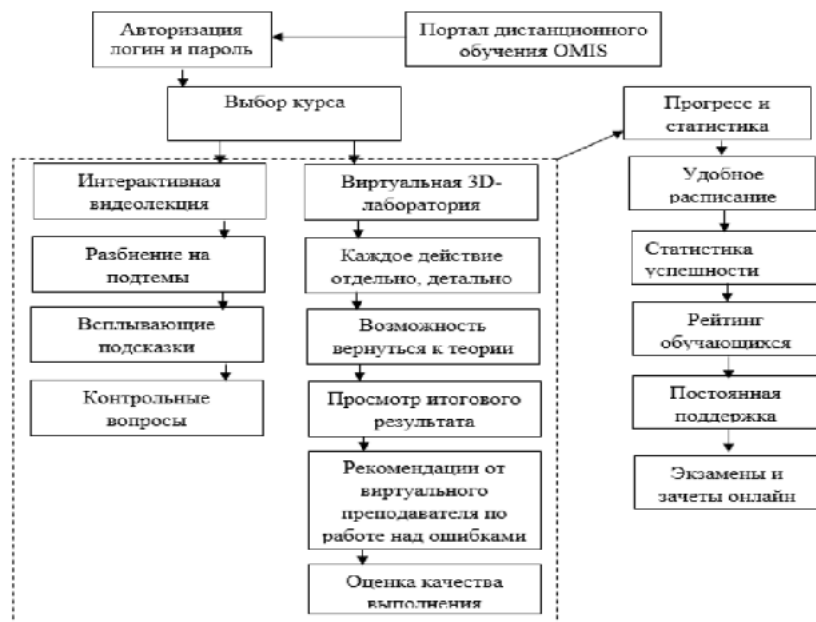 Авторизация
логин и пароль
Портал дистанционного
обучения OMIS
Выбор курса
Интерактивная
видеолекция
Разбиение на
подтемы
Всплывающие
подсказки
Контрольные
вопросы
Виртуальная 3D-
лаборатория
Каждое действие
отдельно, детально
Возможность
вернуться к теории
Просмотр итогового
результата
Рекомендации от
виртуального
преподавателя по
работе над ошибками
Оценка качества
выполнения
Прогресс и
статистика
Удобное
расписание
Статистика
успешности
Рейтинг
обучающихся
Постоянная
поддержка
Экзамены и
зачеты онлайн